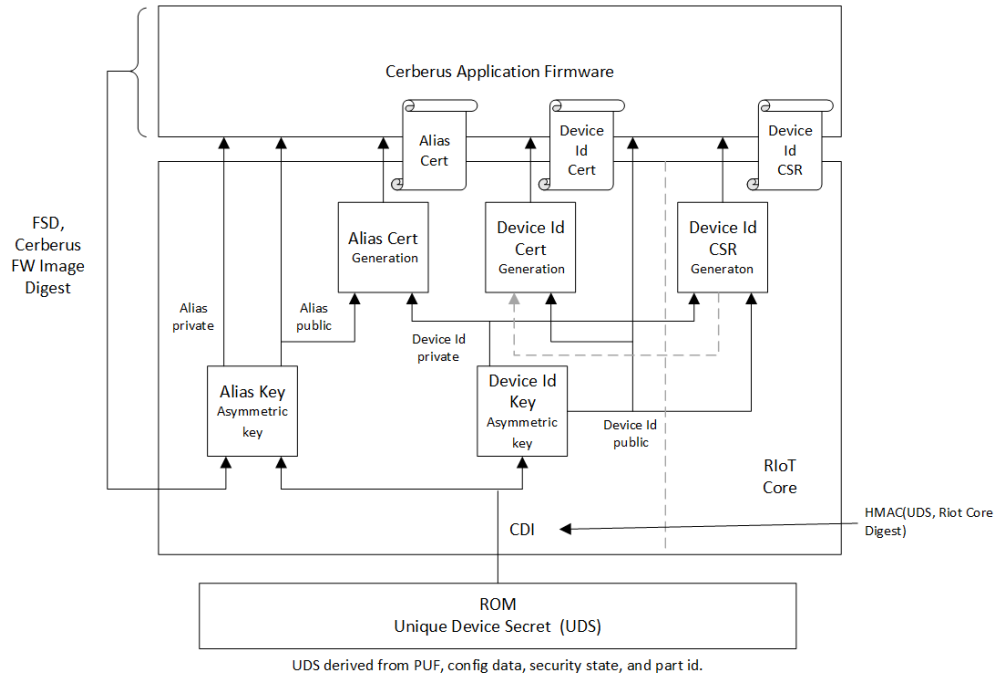 Cerberus Application Firmware
Alias
Cert
Device
Id
Cert
Device
Id
CSR
FSD,
Cerberus
FW Image
Digest
Alias Cert
Generation
Device Id
Cert
Generation
Device Id
CSR
Generaton
Alias
private
Alias
public
Device Id
private
Alias Key
Asymmetric
key
Device Id
Key
Asymmetric
key
Device Id
public
RIoT
Core
CDI
HMAC(UDS, Riot Core
Digest)
ROM
Unique Device Secret (UDS)
UDS derived from PUF, config data, security state, and part id.